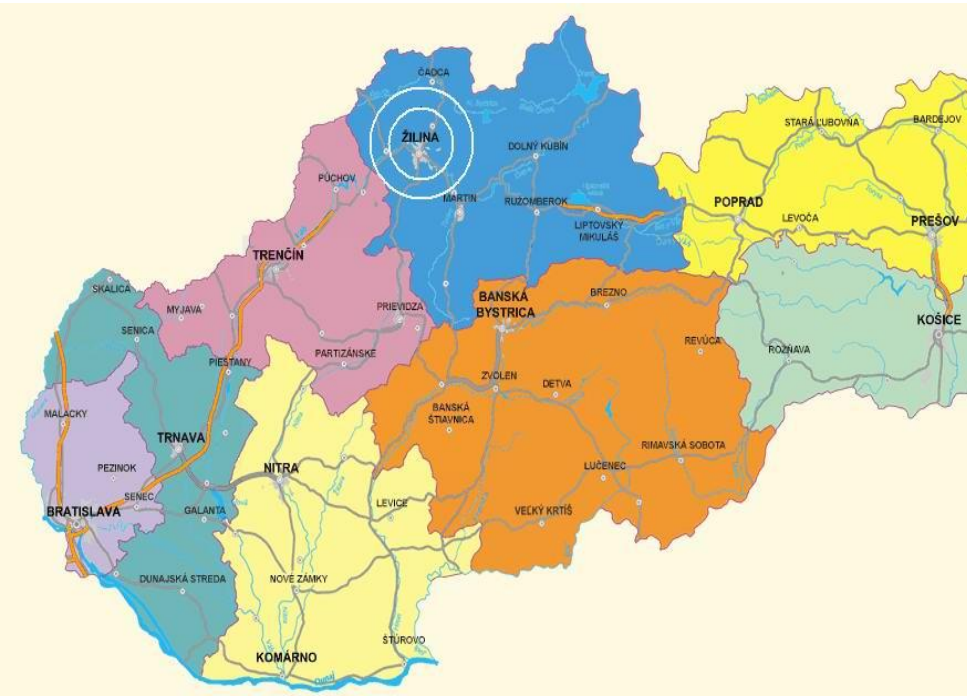 ČADCA
ŽILINA
STARÁ ĽUBOVŇA
BARDEJOV
DOLNÝ KUBÍN
PÚCHOV
MARTIN
RUŽOMBEROK
POPRAD
LEVOČA
PREŠOV
LIPTOVSKÝ
MIKULÁŠ
TRENČÍN
SKALICA
MYJAVA
PRIEVIDZA
BANSKÁ
BYSTRICA
BREZNO
KOŠICE
SENICA
PARTIZÁNSKE
REVÚCA
ROŽŇAVA
PIEŠTANY
ZVOLEN
DETVA
MALACKY
BANSKÁ
ŠTIAVNICA
TRNAVA
RIMAVSKÁ SOBOTA
PEZINOK
NITRA
LUČENEC
SENEC
LEVICE
BRATISLAVA
GALANTA
VEĽKÝ KRTÍŠ
DUNAJSKÁ STREDA
NOVÉ ZÁMKY
ŠTÚROVO
KOMÁRNO
Dunaj